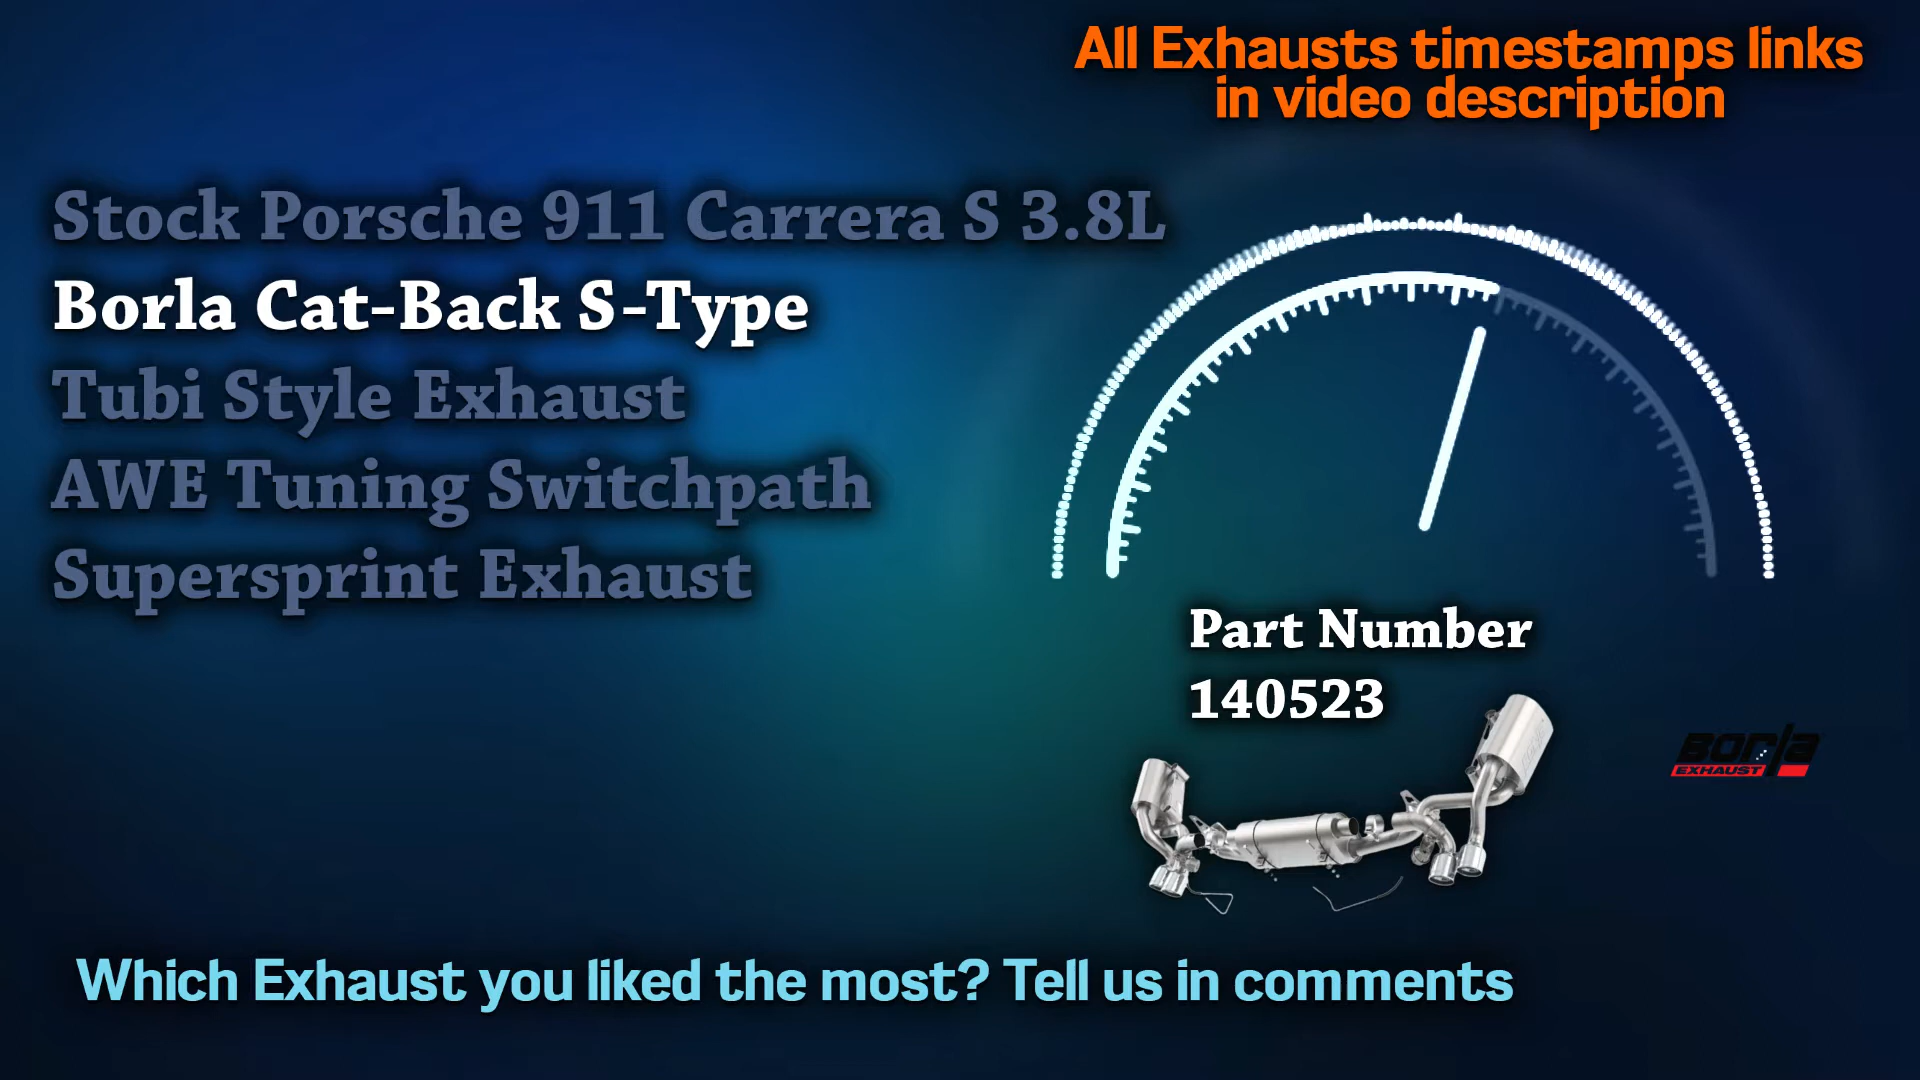 All Exhausts timestamps links
in video description
Stock Porsche 911 Carrera S 3.8L
Borla Cat-Back S-Type
Tubi Style Exhaust
AWE Tuning Switchpath
Supersprint Exhaust
Part Number
140523
Borla
EXHAUST
Which Exhaust you liked the most? Tell us in comments